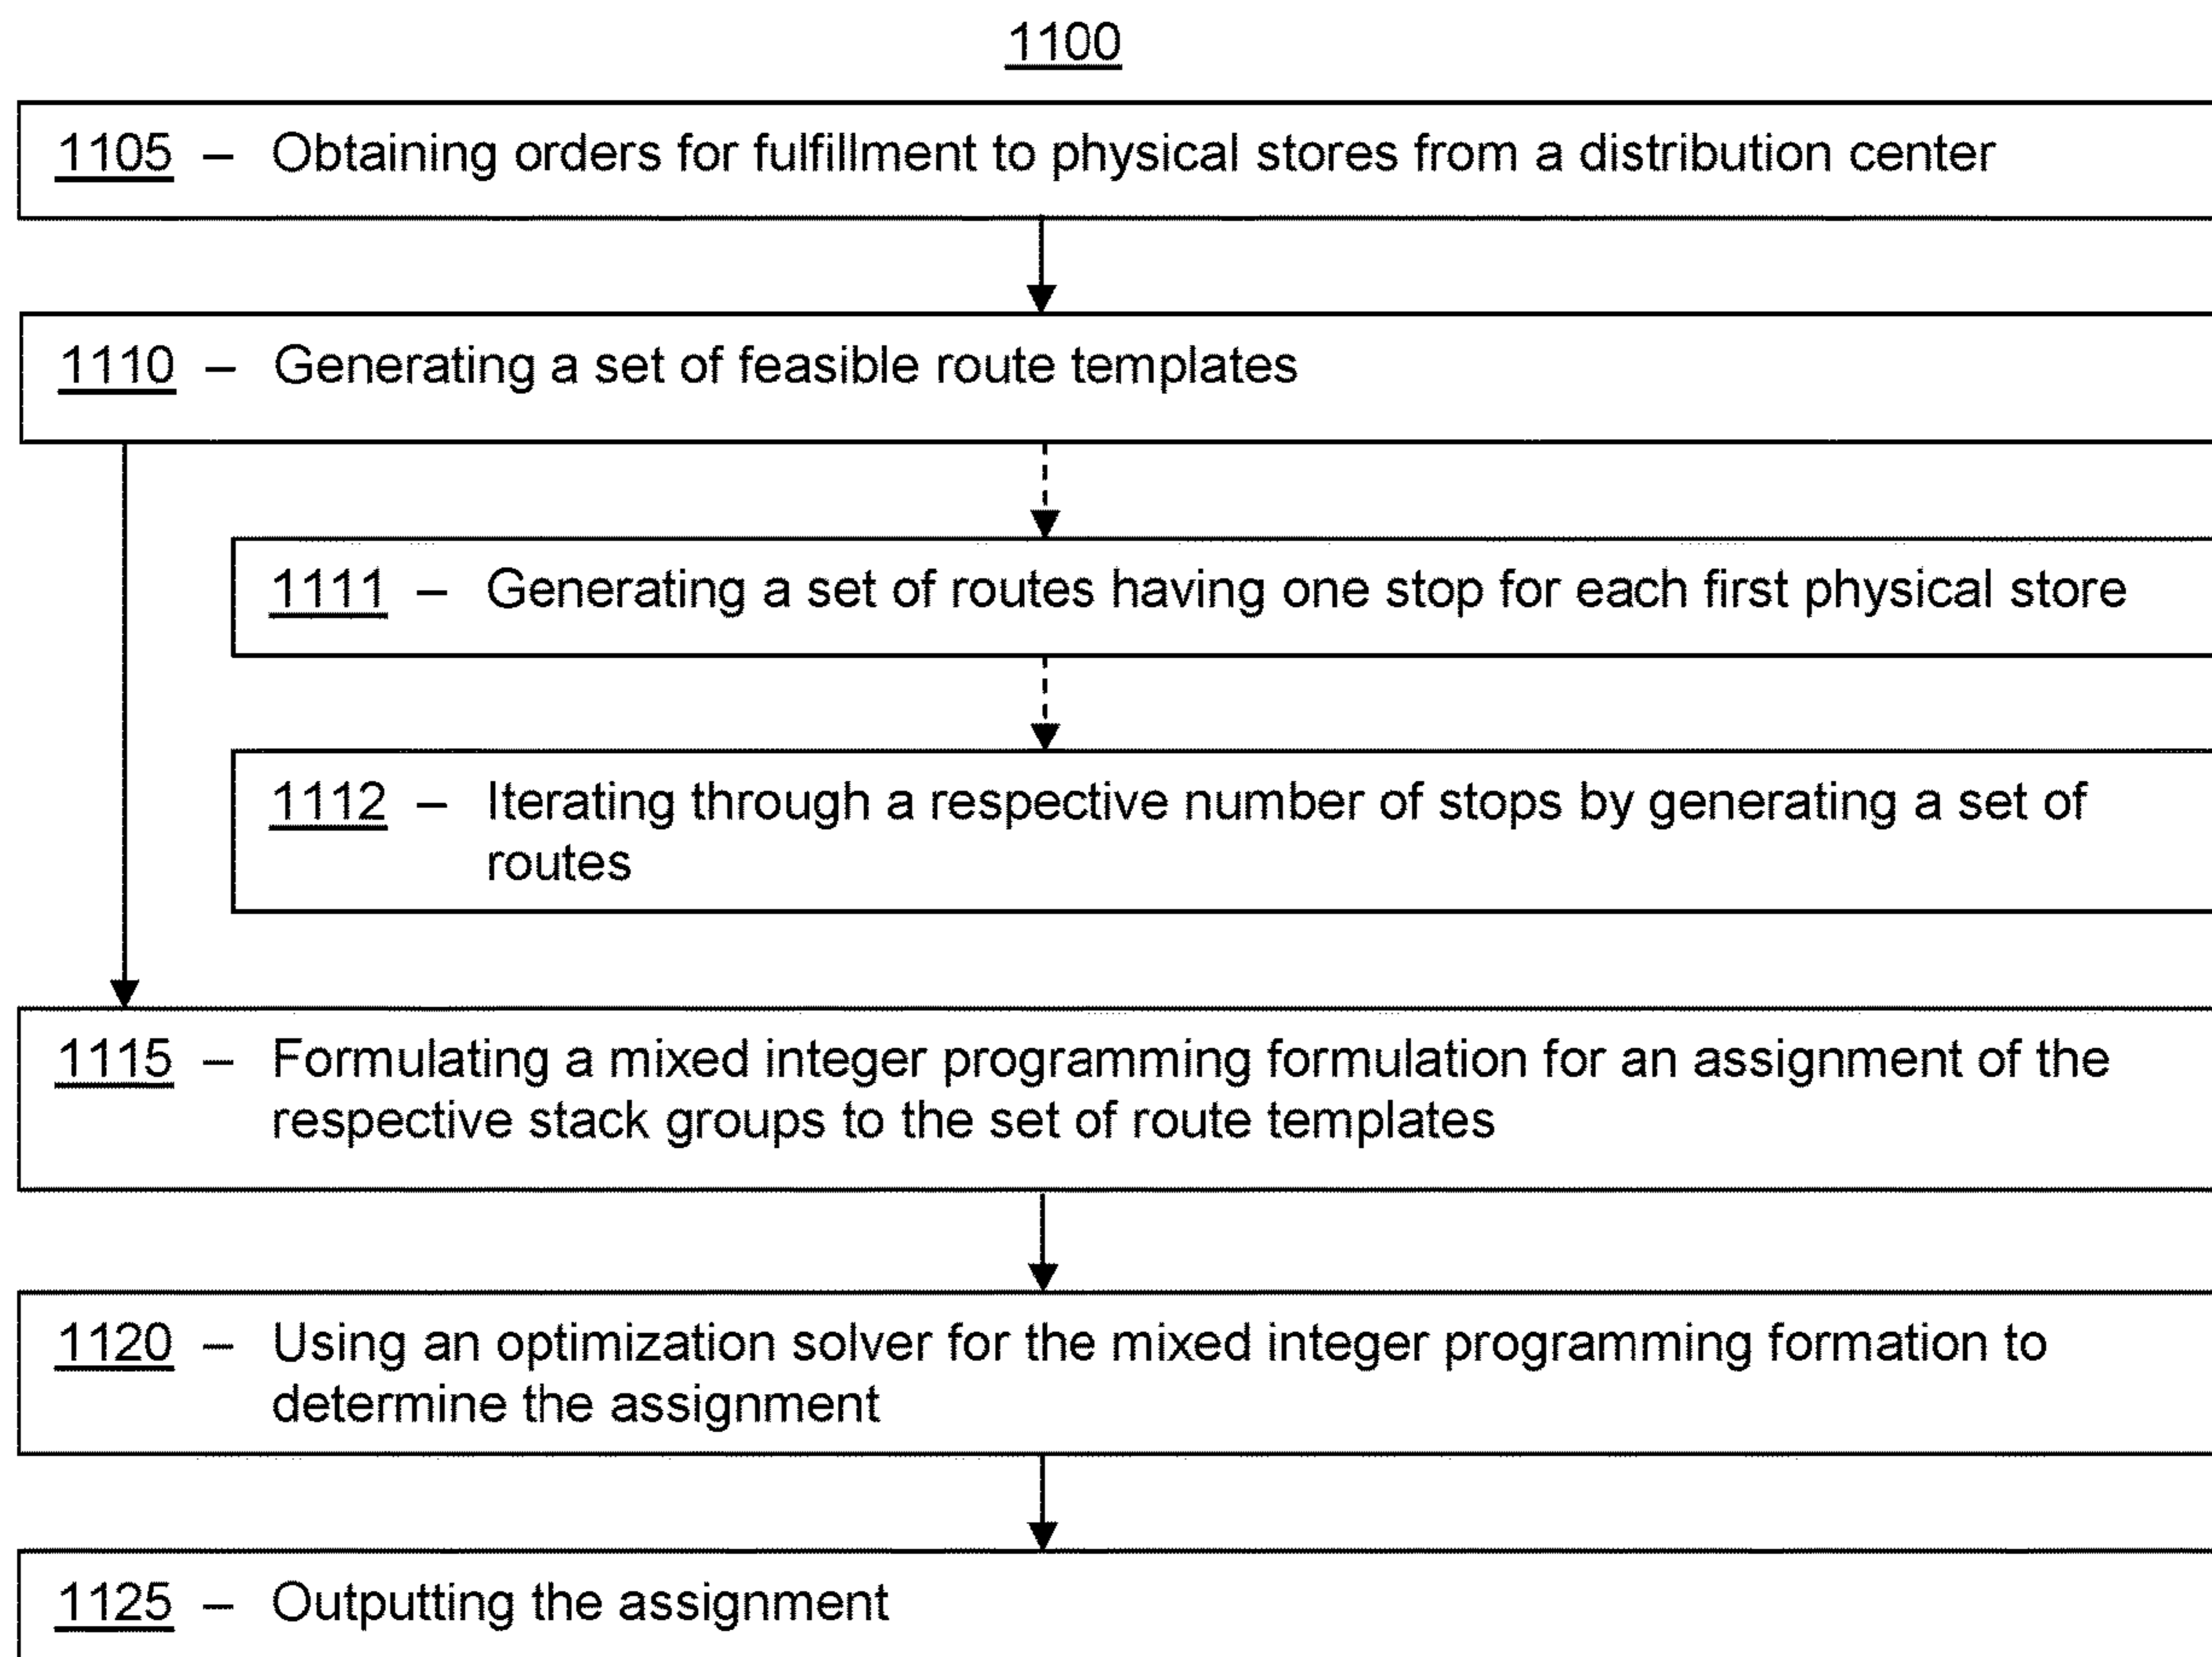 1100
1105 – Obtaining orders for fulfillment to physical stores from a distribution center
1110 – Generating a set of feasible route templates
1111 – Generating a set of routes having one stop for each first physical store
1112 – Iterating through a respective number of stops by generating a set of
routes
1115 – Formulating a mixed integer programming formulation for an assignment of the
respective stack groups to the set of route templates
1120 – Using an optimization solver for the mixed integer programming formation to
determine the assignment
1125 – Outputting the assignment